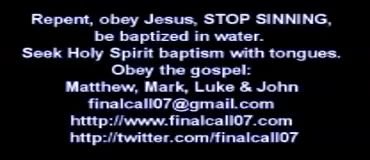 Repent, obey Jesus, STOP SINNING,
be baptized in water.
Seek Holy Spirit baptism with tongues.
Obey the gospel:
Matthew, Mark, Luke & John
finalcall07@gmail.com
htttp://www.finalcall07.com
http://twitter.com/finalcall07